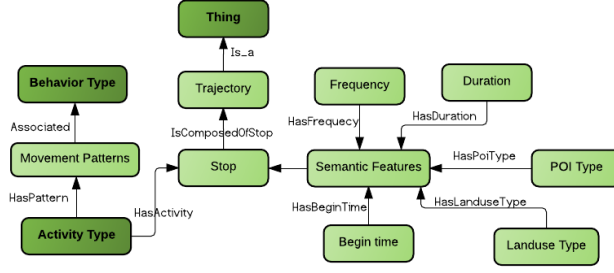 Thing
Is_a
Behavior Type
Trajectory
Frequency
Duration
Associated
IsComposedOfStop
HasFrequecy
HasDuration
Movement Patterns
Stop
Semantic Features
HasPoiType
POI Type
HasPattern
HasActivity
HasBeginTime
HasLanduseType
Activity Type
Begin time
Landuse Type